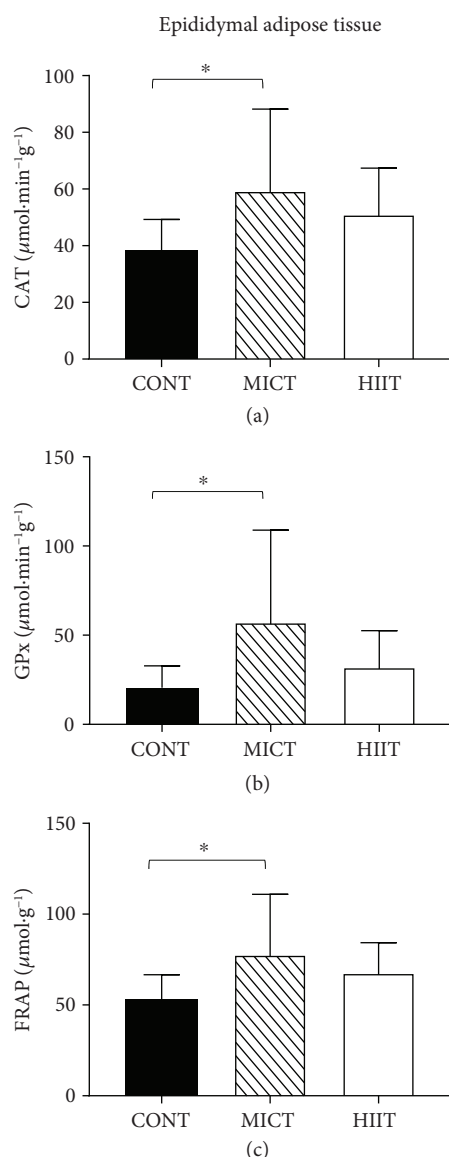 Epididymal adipose tissue
*
CAT (µmol·min⁻¹g⁻¹)
100
80
60
40
20
0
CONT MICT HIIT
(a)
*
GPx (µmol·min⁻¹g⁻¹)
150
100
50
0
CONT MICT HIIT
(b)
*
FRAP (µmol·g⁻¹)
150
100
50
0
CONT MICT HIIT
(c)